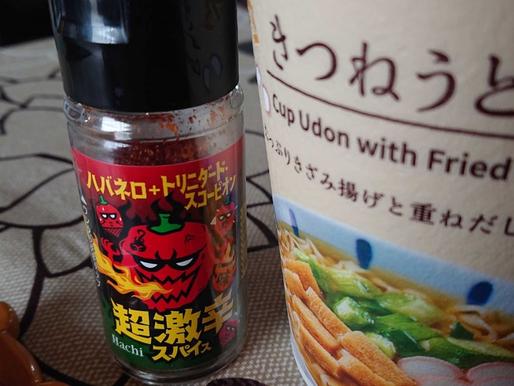 ハバネロ+トリニダード・
スコーピオン
超激辛
スパイス
Hachi
きつねうど
Cup Udon with Fried
っぷりきざみ揚げと重ねだし